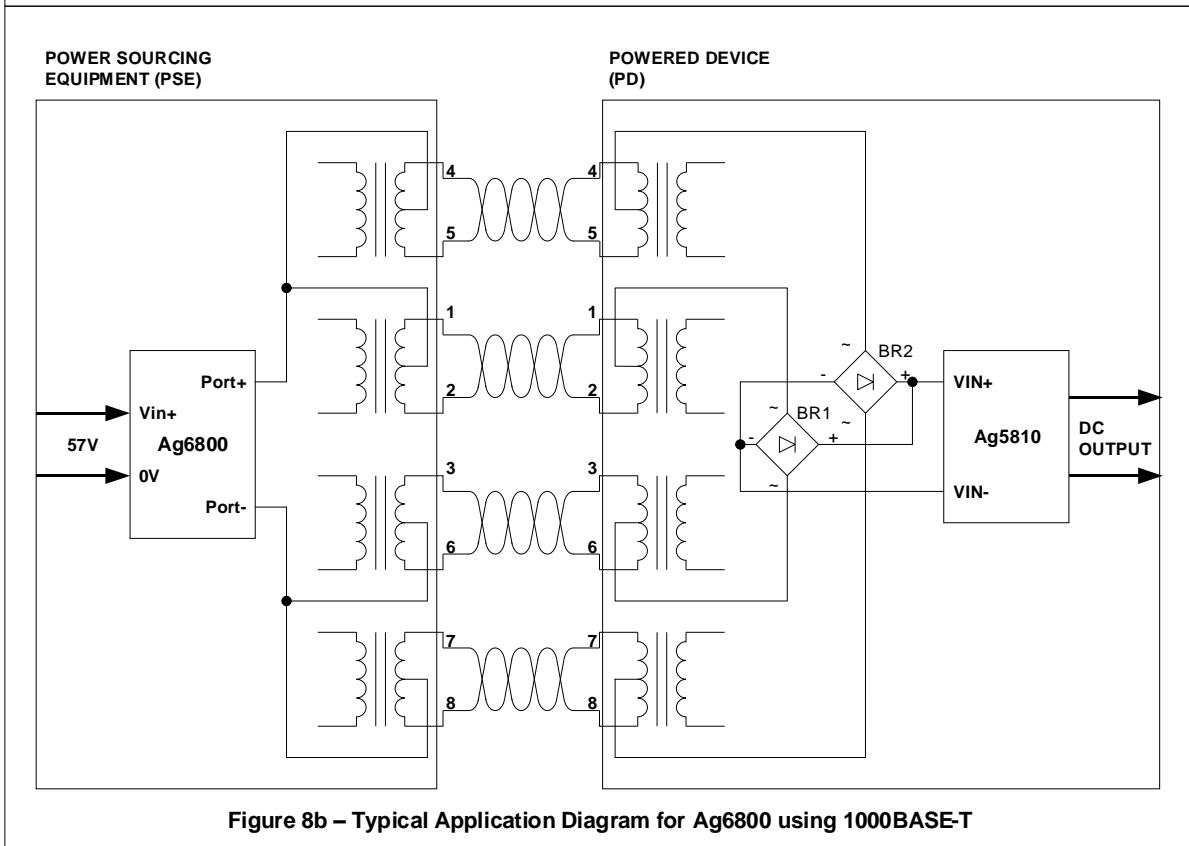 POWER SOURCING
EQUIPMENT (PSE)
POWERED DEVICE
(PD)
4
5
4
5
1
2
1
2
3
6
3
6
7
8
7
8
Port+
Vin+
57V
Ag6800
0V
Port-
~
BR2
-
+
~
~
BR1
-
+
~
VIN+
Ag5810
VIN-
DC
OUTPUT
Figure 8b – Typical Application Diagram for Ag6800 using 1000BASE-T